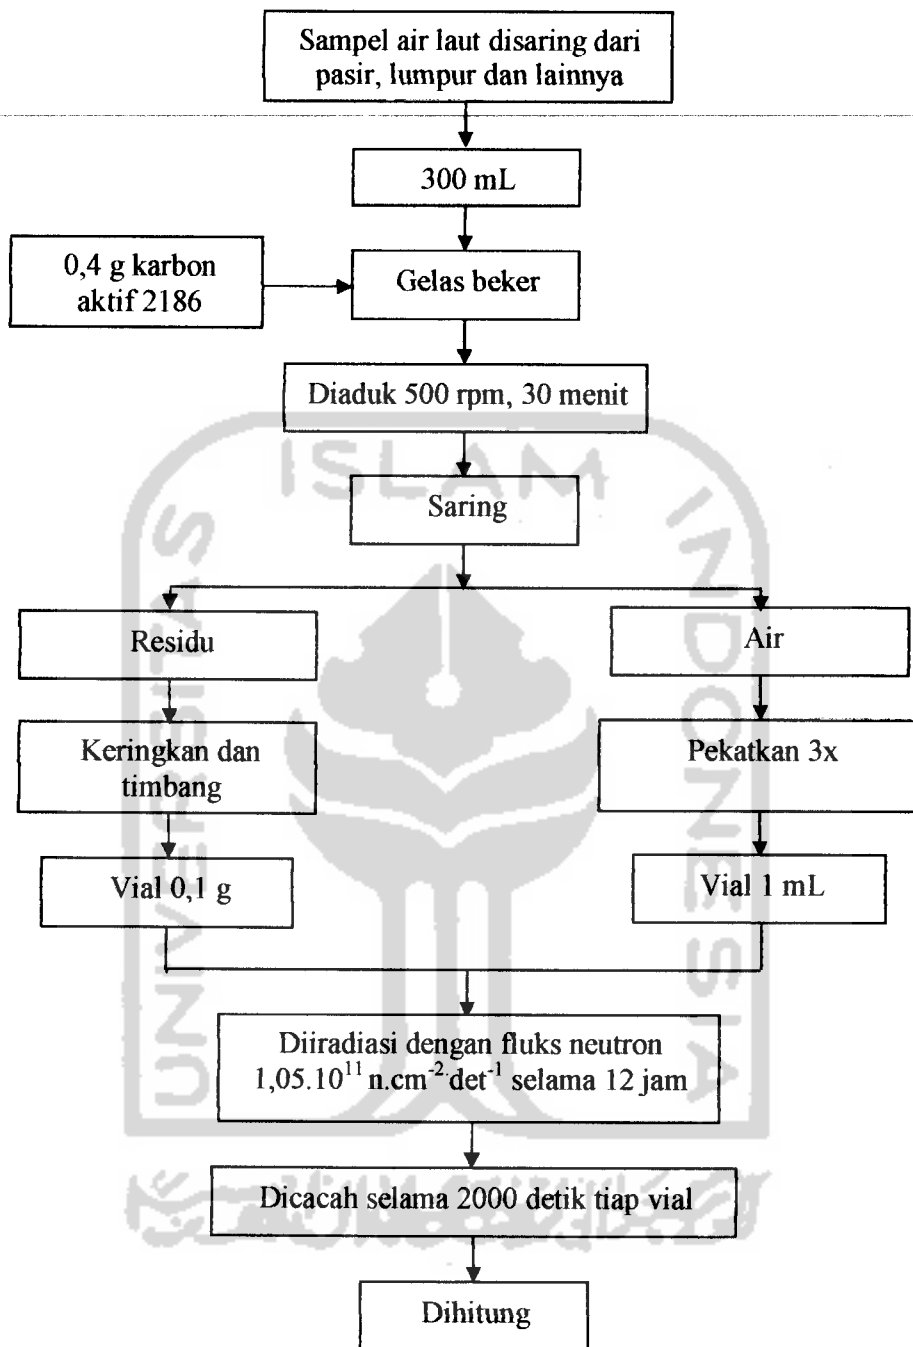 Sampel air laut disaring dari
pasir, lumpur dan lainnya
300 mL
0,4 g karbon
aktif 2186
Gelas beker
Diaduk 500 rpm, 30 menit
Saring
Residu
Air
Keringkan dan
timbang
Pekatkan 3x
Vial 0,1 g
Vial 1 mL
Diiradiasi dengan fluks neutron
1,05.10¹¹ n.cm⁻².det⁻¹ selama 12 jam
Dicacah selama 2000 detik tiap vial
Dihitung
UNIVERSITAS
ISLAM
INDONESIA